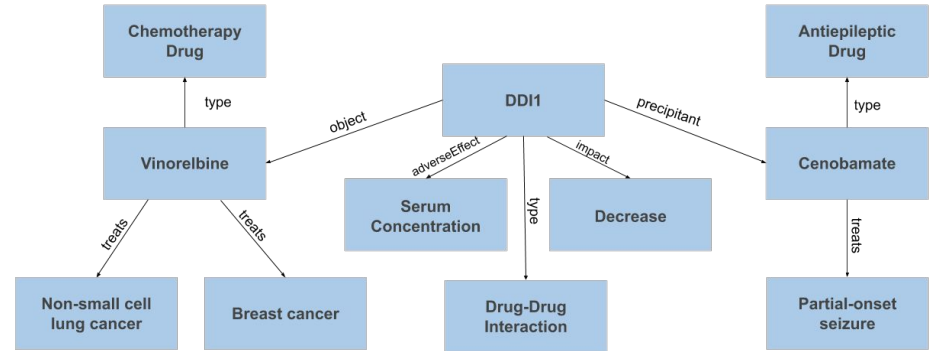 Chemotherapy
Drug
Antiepileptic
Drug
type
DDI1
type
object
precipitant
Vinorelbine
adverseEffect
impact
Cenobamate
treats
treats
Serum
Concentration
type
Decrease
treats
Non-small cell
lung cancer
Breast cancer
Drug-Drug
Interaction
Partial-onset
seizure